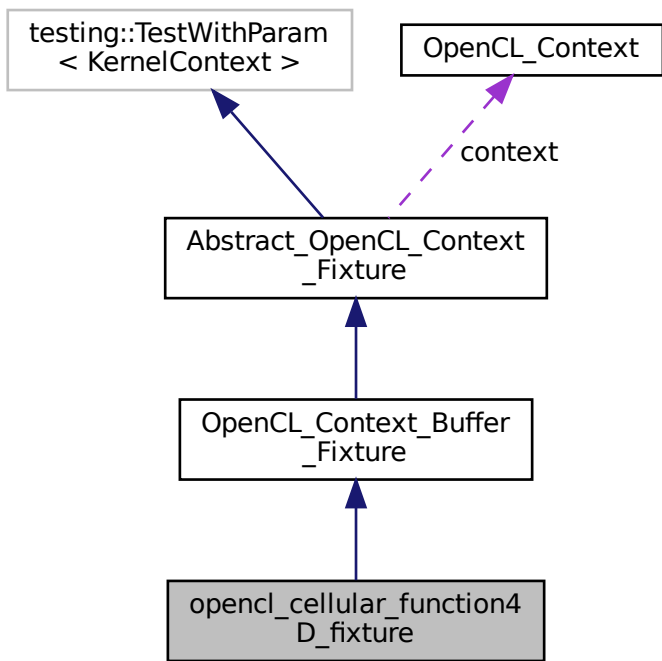 testing::TestWithParam
< KernelContext >
OpenCL_Context
context
Abstract_OpenCL_Context
_Fixture
OpenCL_Context_Buffer
_Fixture
opencl_cellular_function4
D_fixture